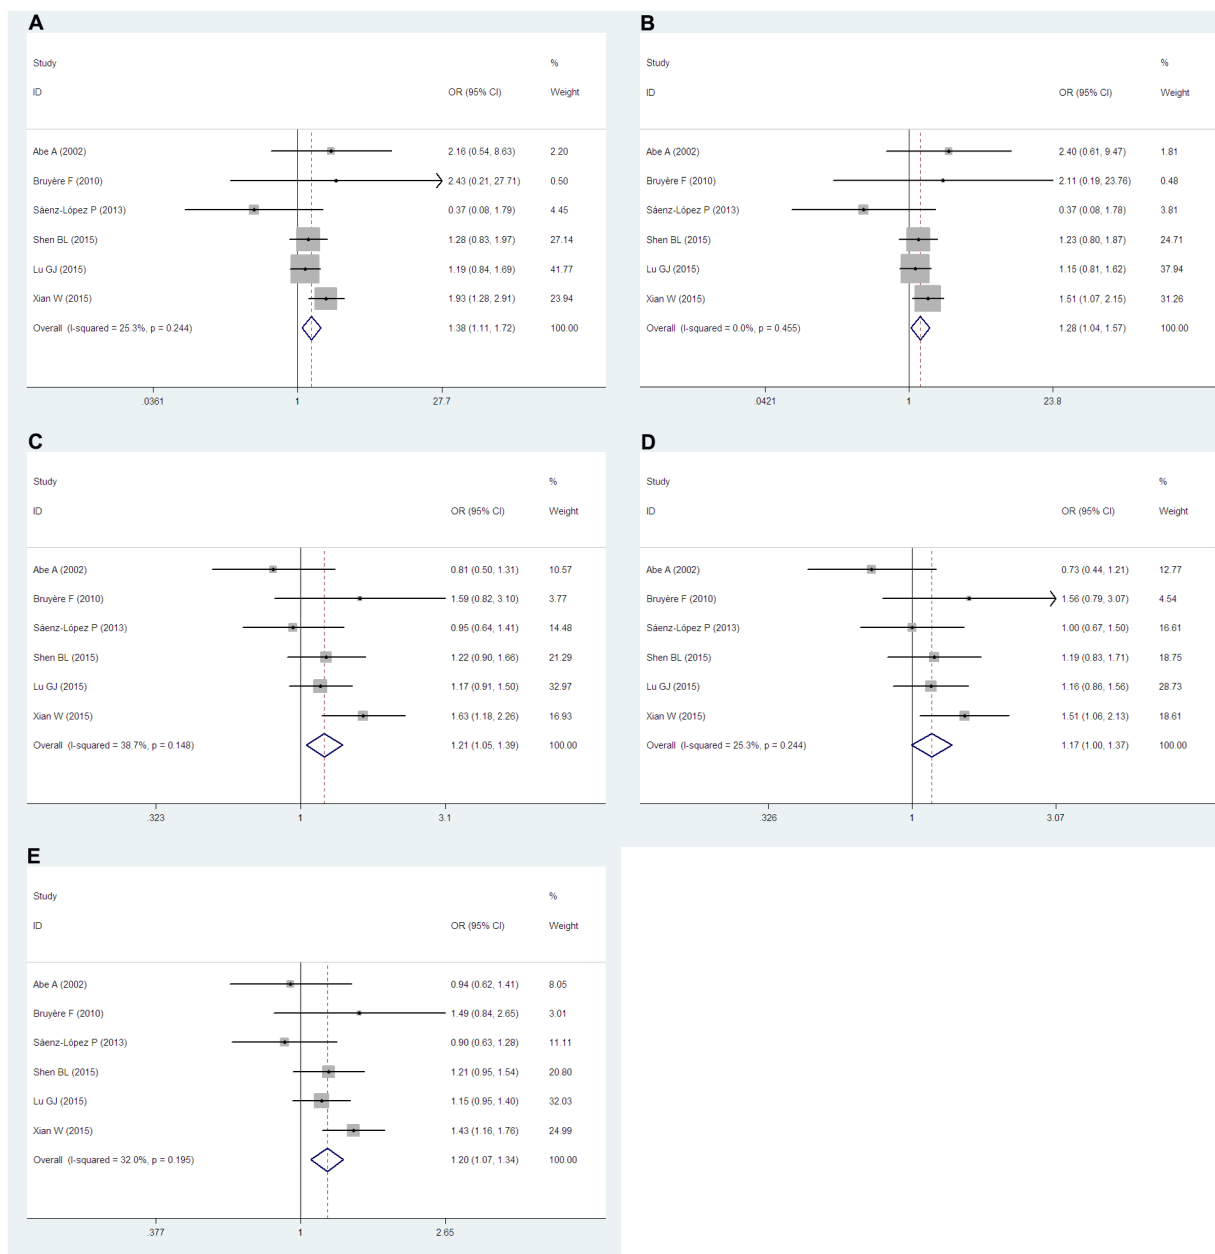 A
Study %
ID OR (95% CI) Weight
Abe A (2002) 2.16 (0.54, 8.63) 2.20
Bruyère F (2010) 2.43 (0.21, 27.71) 0.50
Sáenz-López P (2013) 0.37 (0.08, 1.79) 4.45
Shen BL (2015) 1.28 (0.83, 1.97) 27.14
Lu GJ (2015) 1.19 (0.84, 1.69) 41.77
Xian W (2015) 1.93 (1.28, 2.91) 23.94
Overall (I-squared = 25.3%, p = 0.244) 1.38 (1.11, 1.72) 100.00
.0361 1 27.7
B
Study %
ID OR (95% CI) Weight
Abe A (2002) 2.40 (0.61, 9.47) 1.81
Bruyère F (2010) 2.11 (0.19, 23.76) 0.48
Sáenz-López P (2013) 0.37 (0.08, 1.78) 3.81
Shen BL (2015) 1.23 (0.80, 1.87) 24.71
Lu GJ (2015) 1.15 (0.81, 1.62) 37.94
Xian W (2015) 1.51 (1.07, 2.15) 31.26
Overall (I-squared = 0.0%, p = 0.455) 1.28 (1.04, 1.57) 100.00
.0421 1 23.8
C
Study %
ID OR (95% CI) Weight
Abe A (2002) 0.81 (0.50, 1.31) 10.57
Bruyère F (2010) 1.59 (0.82, 3.10) 3.77
Sáenz-López P (2013) 0.95 (0.64, 1.41) 14.48
Shen BL (2015) 1.22 (0.90, 1.66) 21.29
Lu GJ (2015) 1.17 (0.91, 1.50) 32.97
Xian W (2015) 1.63 (1.18, 2.26) 16.93
Overall (I-squared = 38.7%, p = 0.148) 1.21 (1.05, 1.39) 100.00
.323 1 3.1
D
Study %
ID OR (95% CI) Weight
Abe A (2002) 0.73 (0.44, 1.21) 12.77
Bruyère F (2010) 1.56 (0.79, 3.07) 4.54
Sáenz-López P (2013) 1.00 (0.67, 1.50) 16.61
Shen BL (2015) 1.19 (0.83, 1.71) 18.75
Lu GJ (2015) 1.16 (0.86, 1.56) 28.73
Xian W (2015) 1.51 (1.06, 2.13) 18.61
Overall (I-squared = 25.3%, p = 0.244) 1.17 (1.00, 1.37) 100.00
.326 1 3.07
E
Study %
ID OR (95% CI) Weight
Abe A (2002) 0.94 (0.62, 1.41) 8.05
Bruyère F (2010) 1.49 (0.84, 2.65) 3.01
Sáenz-López P (2013) 0.90 (0.63, 1.28) 11.11
Shen BL (2015) 1.21 (0.95, 1.54) 20.80
Lu GJ (2015) 1.15 (0.95, 1.40) 32.03
Xian W (2015) 1.43 (1.16, 1.76) 24.99
Overall (I-squared = 32.0%, p = 0.195) 1.20 (1.07, 1.34) 100.00
.377 1 2.65